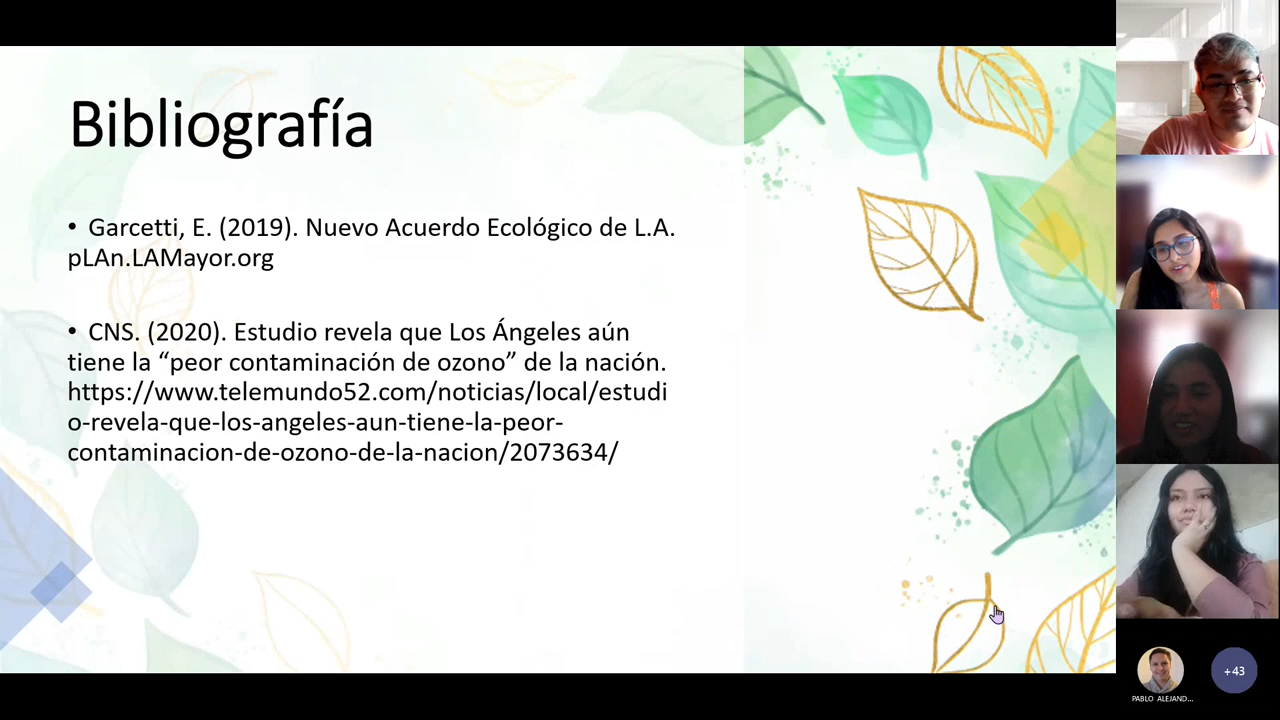 Bibliografía
• Garcetti, E. (2019). Nuevo Acuerdo Ecológico de L.A.
pLAn.LAMayor.org
• CNS. (2020). Estudio revela que Los Ángeles aún
tiene la “peor contaminación de ozono” de la nación.
https://www.telemundo52.com/noticias/local/estudi
o-revela-que-los-angeles-aun-tiene-la-peor-
contaminacion-de-ozono-de-la-nacion/2073634/
PABLO ALEJAND...
+43